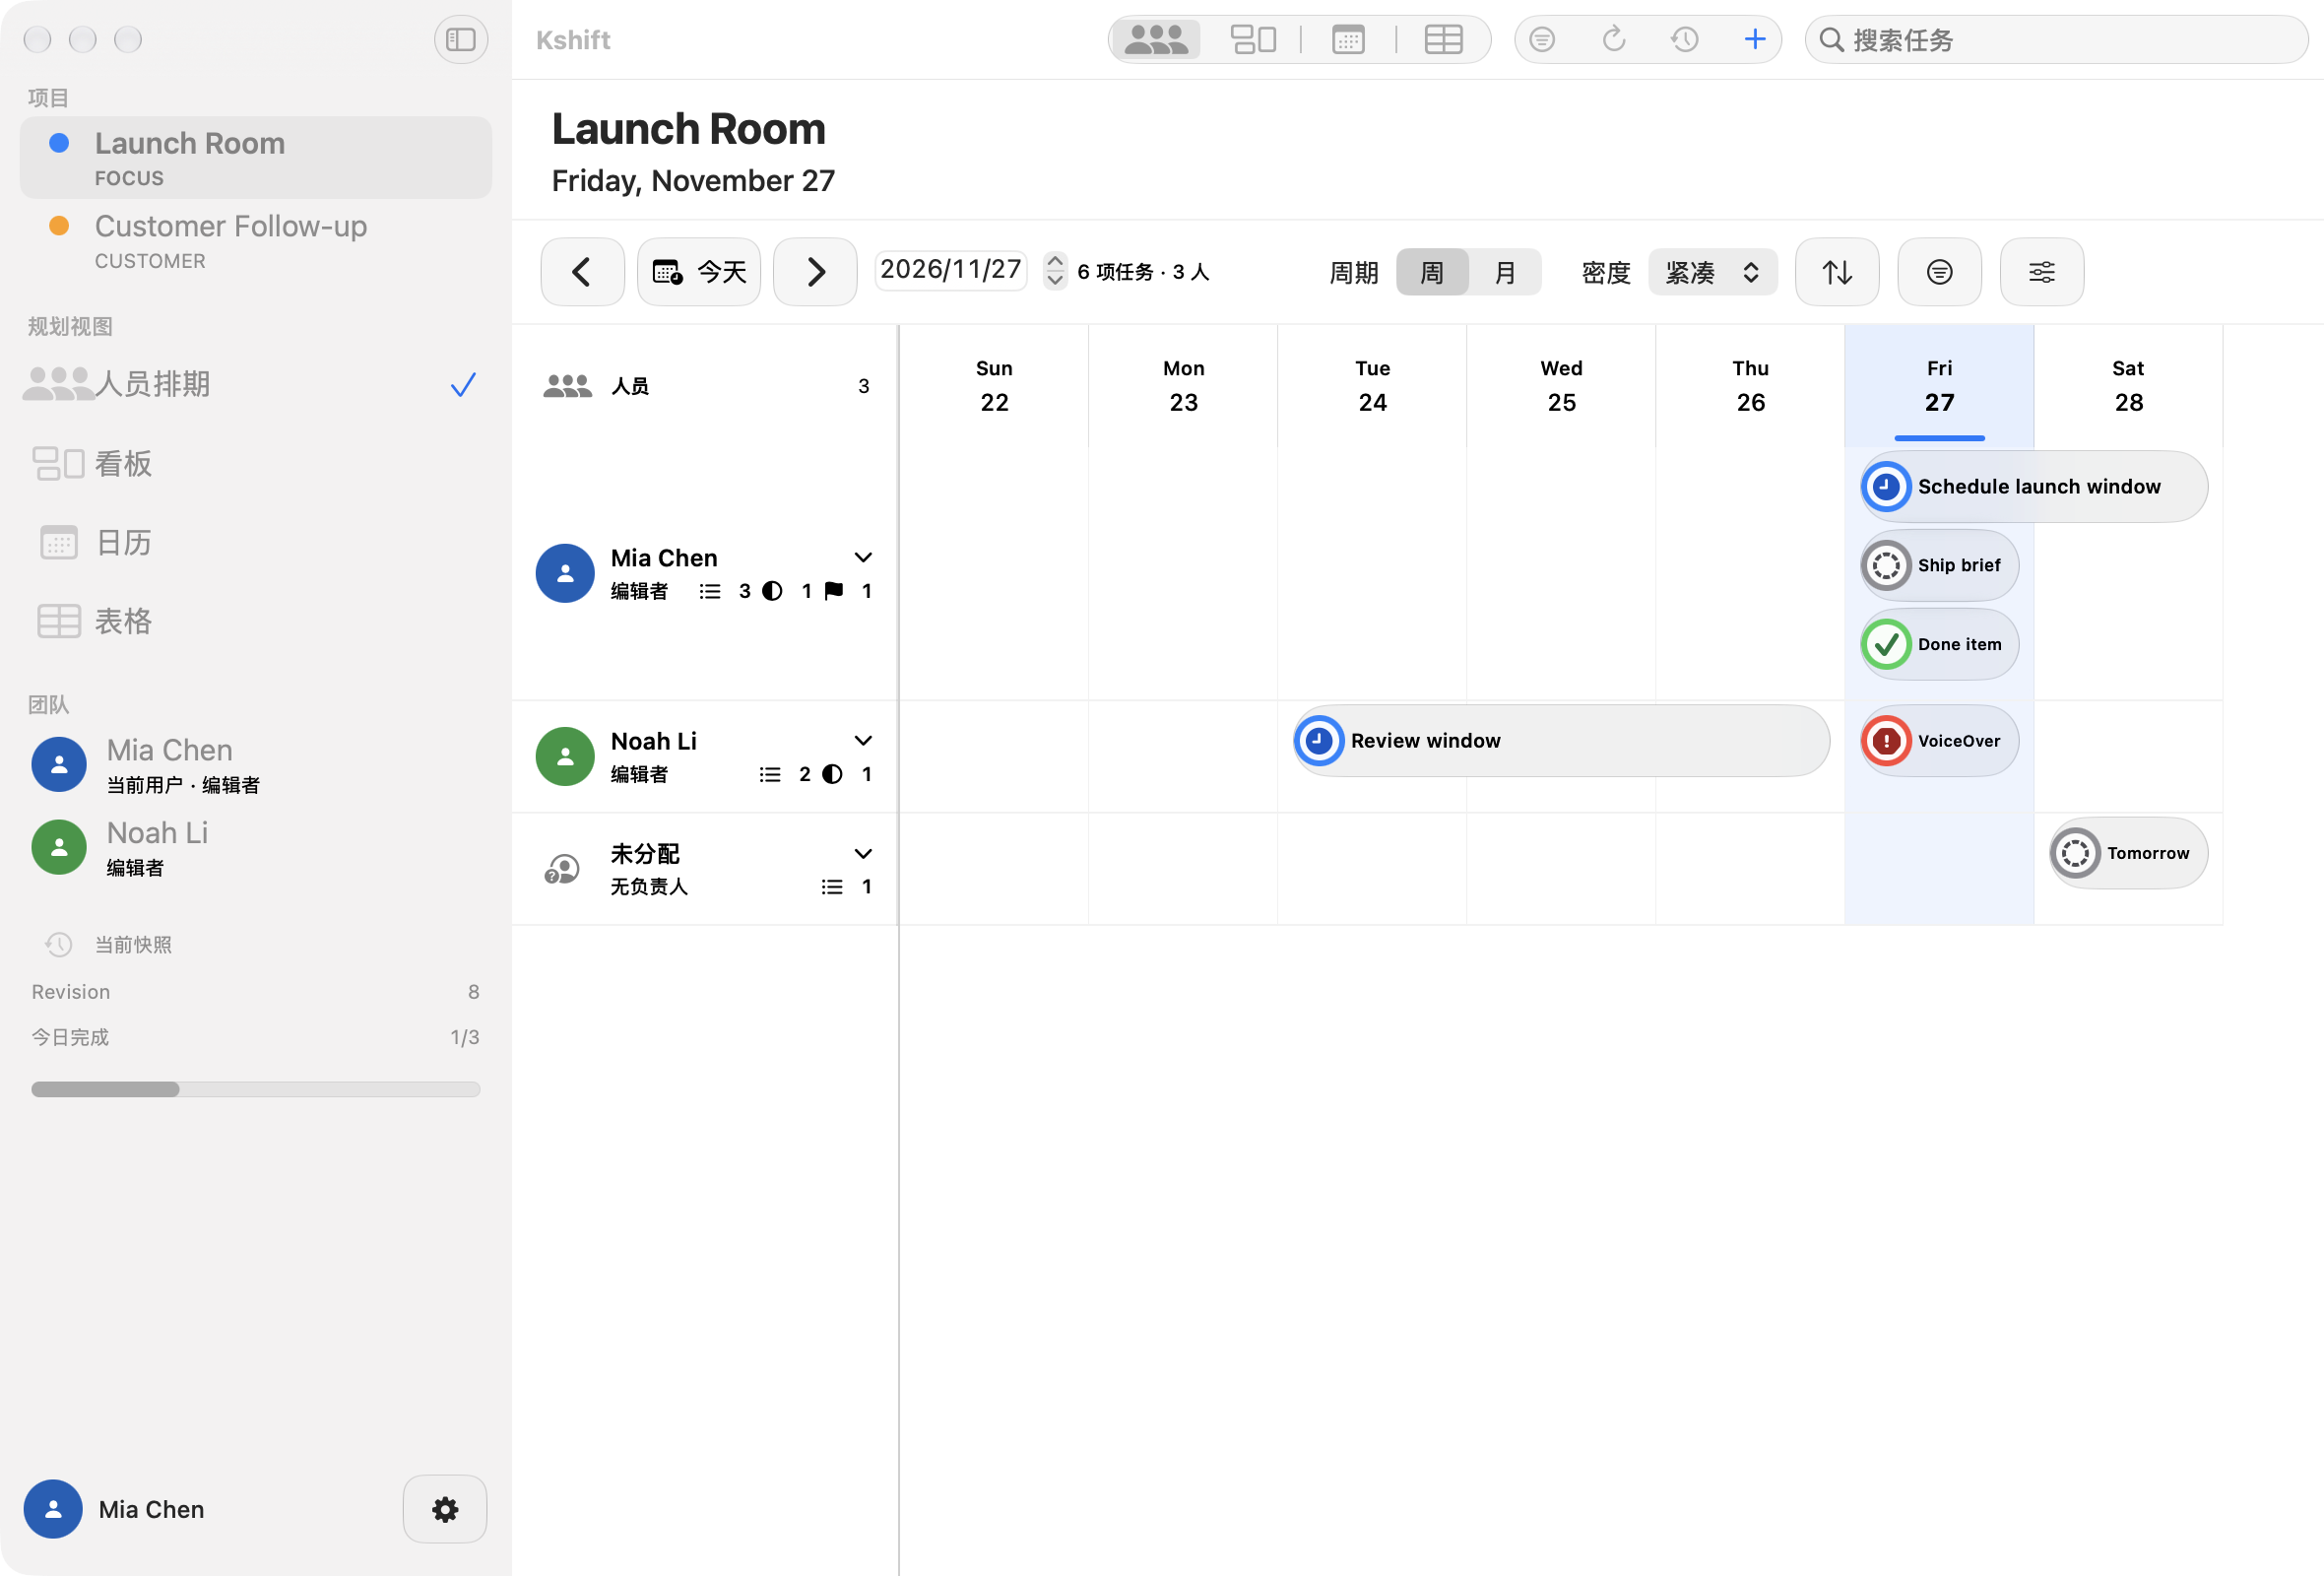 项目
Launch Room
FOCUS
Customer Follow-up
CUSTOMER
规划视图
人员排期
看板
日历
表格
团队
Mia Chen
当前用户 · 编辑者
Noah Li
编辑者
当前快照
Revision 8
今日完成 1/3
Mia Chen
Kshift
搜索任务
Launch Room
Friday, November 27
今天
2026/11/27
6 项任务 · 3 人
周期
周
月
密度
紧凑
人员 3
Sun 22
Mon 23
Tue 24
Wed 25
Thu 26
Fri 27
Sat 28
Mia Chen
编辑者 3 1 1
Schedule launch window
Ship brief
Done item
Noah Li
编辑者 2 1
Review window
VoiceOver
未分配
无负责人 1
Tomorrow